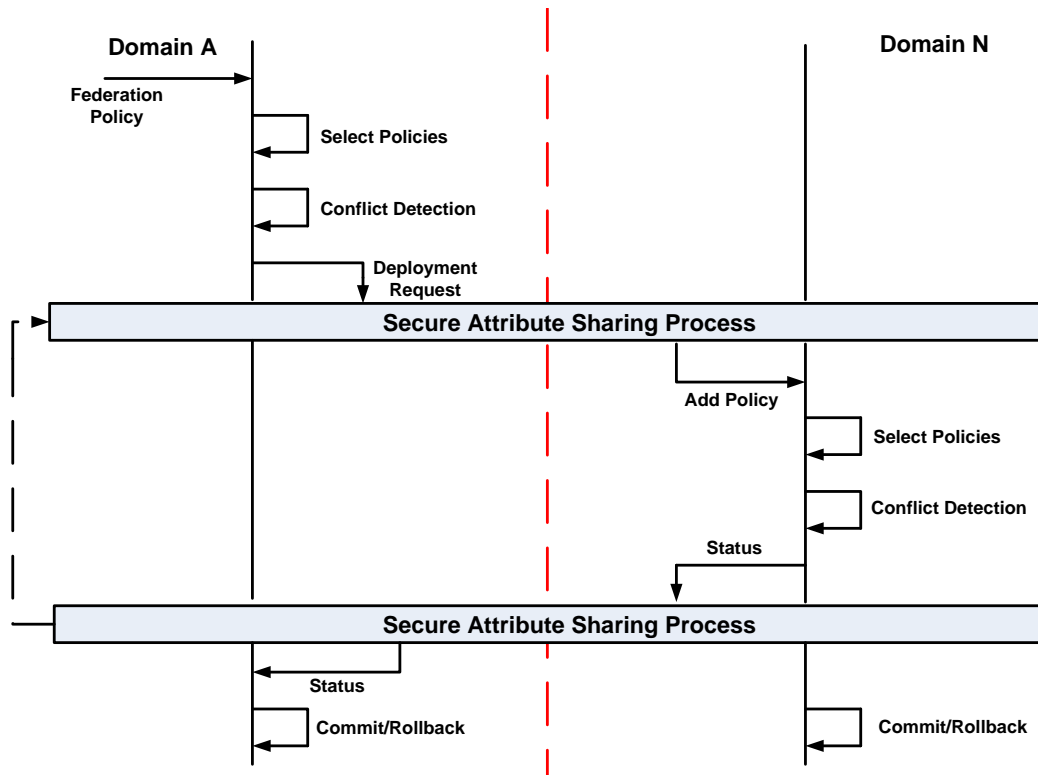 Domain A
Domain N
Federation
Policy
Select Policies
Conflict Detection
Deployment
Request
Secure Attribute Sharing Process
Add Policy
Select Policies
Conflict Detection
Status
Secure Attribute Sharing Process
Status
Commit/Rollback
Commit/Rollback